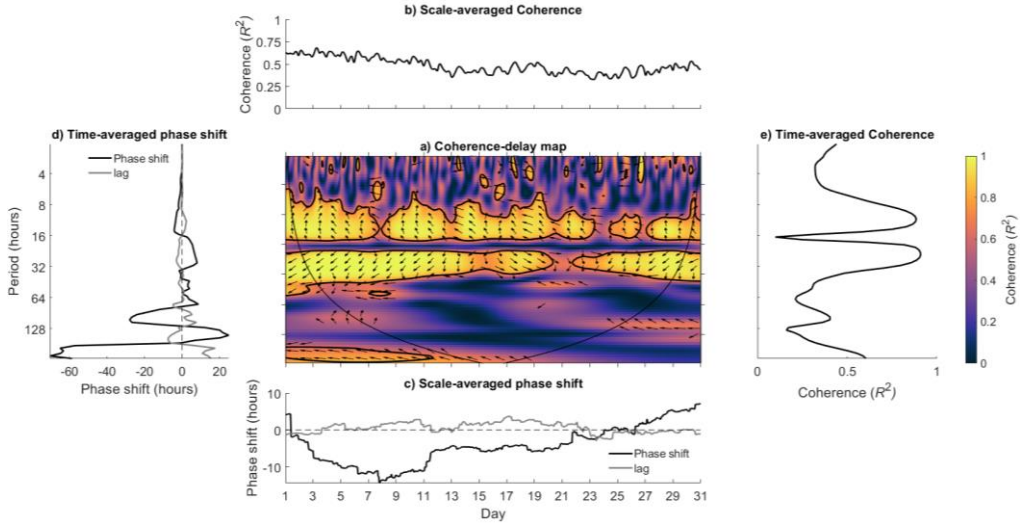 b) Scale-averaged Coherence
Coherence (R²)
1
0.75
0.5
0.25
0
d) Time-averaged phase shift
Phase shift
lag
Period (hours)
4
8
16
32
64
128
-60
-40
-20
0
20
Phase shift (hours)
a) Coherence-delay map
e) Time-averaged Coherence
0
0.5
1
Coherence (R²)
1
0.8
0.6
0.4
0.2
0
Coherence (R²)
c) Scale-averaged phase shift
Phase shift (hours)
10
0
-10
Phase shift
lag
1 3 5 7 9 11 13 15 17 19 21 23 25 27 29 31
Day